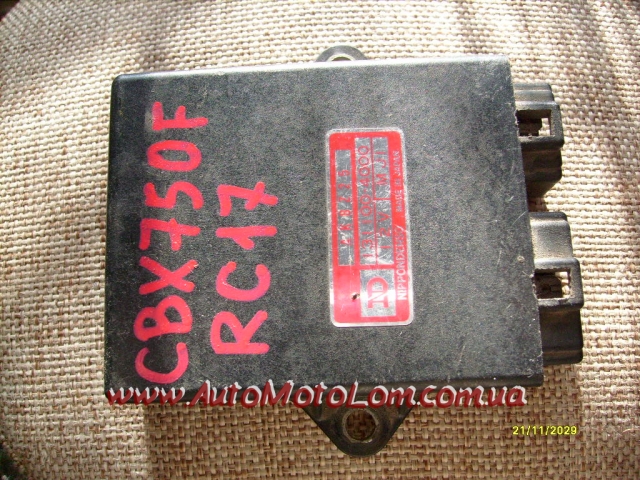 CBX750F
RC17
NIPPONDENSO MADE IN JAPAN
www.AutoMotoLom.com.ua
21/11/2029